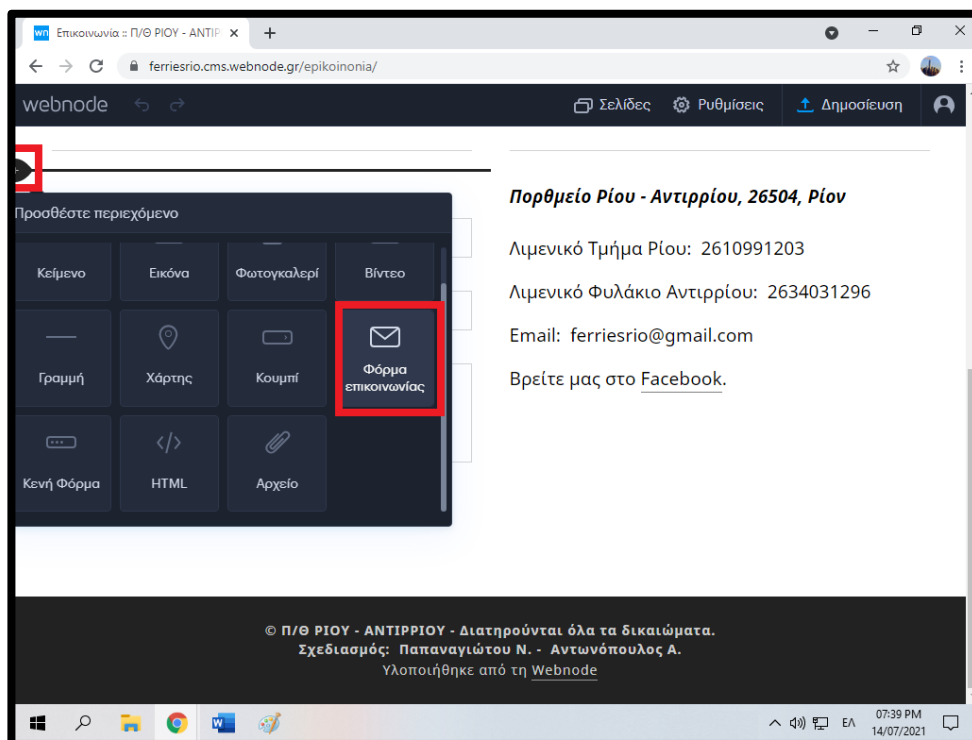 wn Επικοινωνία :: Π/Θ ΡΙΟΥ - ΑΝΤΙΡ
ferriesrio.cms.webnode.gr/epikoinonia/
webnode Σελίδες Ρυθμίσεις Δημοσίευση
Προσθέστε περιεχόμενο
Κείμενο Εικόνα Φωτογκαλερί Βίντεο
Γραμμή Χάρτης Κουμπί Φόρμα επικοινωνίας
Κενή Φόρμα HTML Αρχείο
Πορθμείο Ρίου - Αντιρρίου, 26504, Ρίον
Λιμενικό Τμήμα Ρίου: 2610991203
Λιμενικό Φυλάκιο Αντιρρίου: 2634031296
Email: ferriesrio@gmail.com
Βρείτε μας στο Facebook.
© Π/Θ ΡΙΟΥ - ΑΝΤΙΡΡΙΟΥ - Διατηρούνται όλα τα δικαιώματα.
Σχεδιασμός: Παπαναγιώτου Ν. - Αντωνόπουλος Α.
Υλοποιήθηκε από τη Webnode
ΕΛ 07:39 PM
14/07/2021